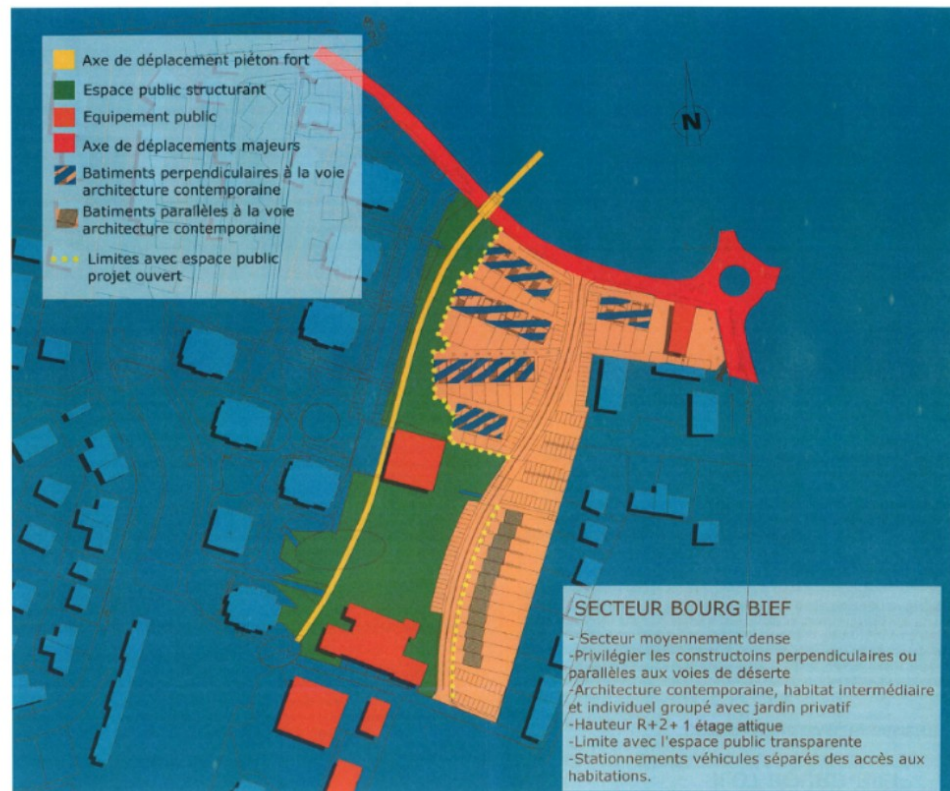 Axe de déplacement piéton fort
Espace public structurant
Equipement public
Axe de déplacements majeurs
Batiments perpendiculaires à la voie
architecture contemporaine
Batiments parallèles à la voie
architecture contemporaine
Limites avec espace public
projet ouvert
N
SECTEUR BOURG BIEF
- Secteur moyennement dense
-Privilégier les constructoins perpendiculaires ou
parallèles aux voies de déserte
-Architecture contemporaine, habitat intermédiaire
et individuel groupé avec jardin privatif
-Hauteur R+2+ 1 étage attique
-Limite avec l'espace public transparente
-Stationnements véhicules séparés des accès aux
habitations.